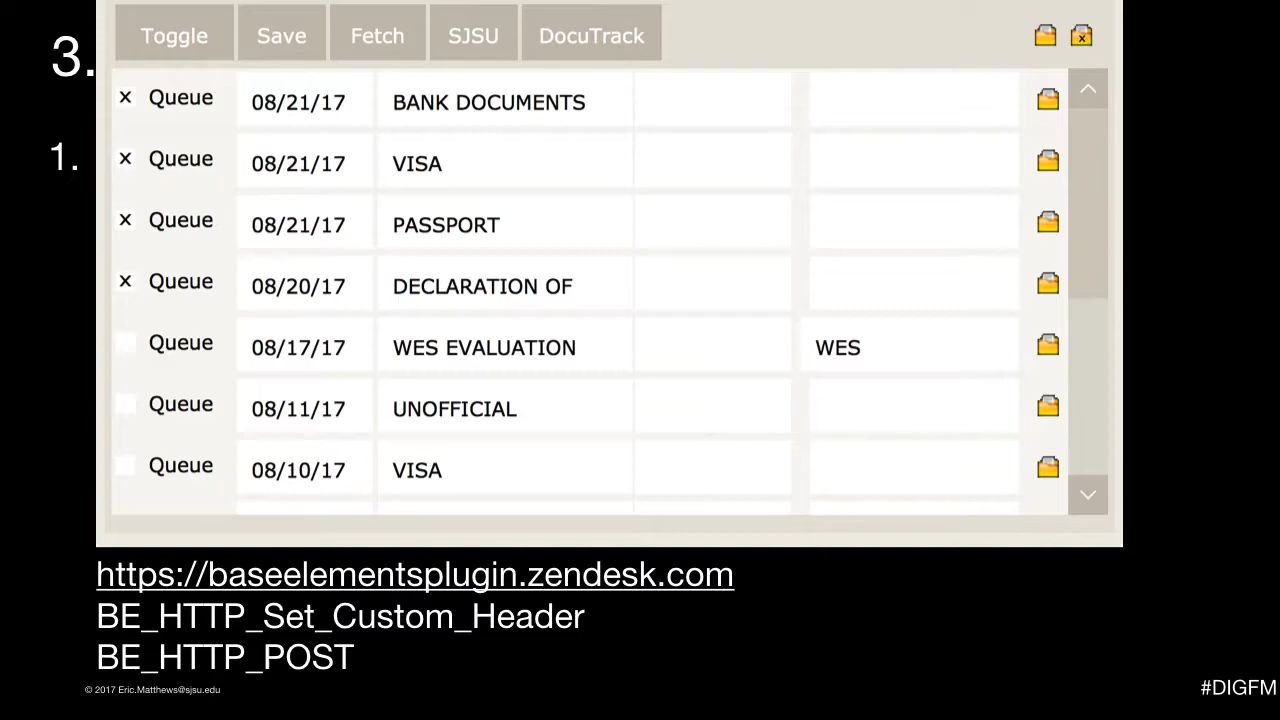 Toggle Save Fetch SJSU DocuTrack
3.
x Queue 08/21/17 BANK DOCUMENTS
1.
x Queue 08/21/17 VISA
x Queue 08/21/17 PASSPORT
x Queue 08/20/17 DECLARATION OF
Queue 08/17/17 WES EVALUATION WES
Queue 08/11/17 UNOFFICIAL
Queue 08/10/17 VISA
https://baseelementsplugin.zendesk.com
BE_HTTP_Set_Custom_Header
BE_HTTP_POST
© 2017 Eric.Matthews@sjsu.edu
#DIGFM